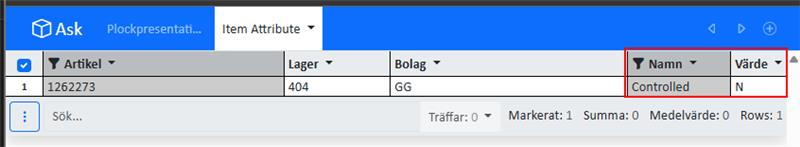 Ask Plockpresentati... Item Attribute
Artikel Lager Bolag Namn Värde
1 1262273 404 GG Controlled N
Sök... Träffar: 0 Markerat: 1 Summa: 0 Medelvärde: 0 Rows: 1